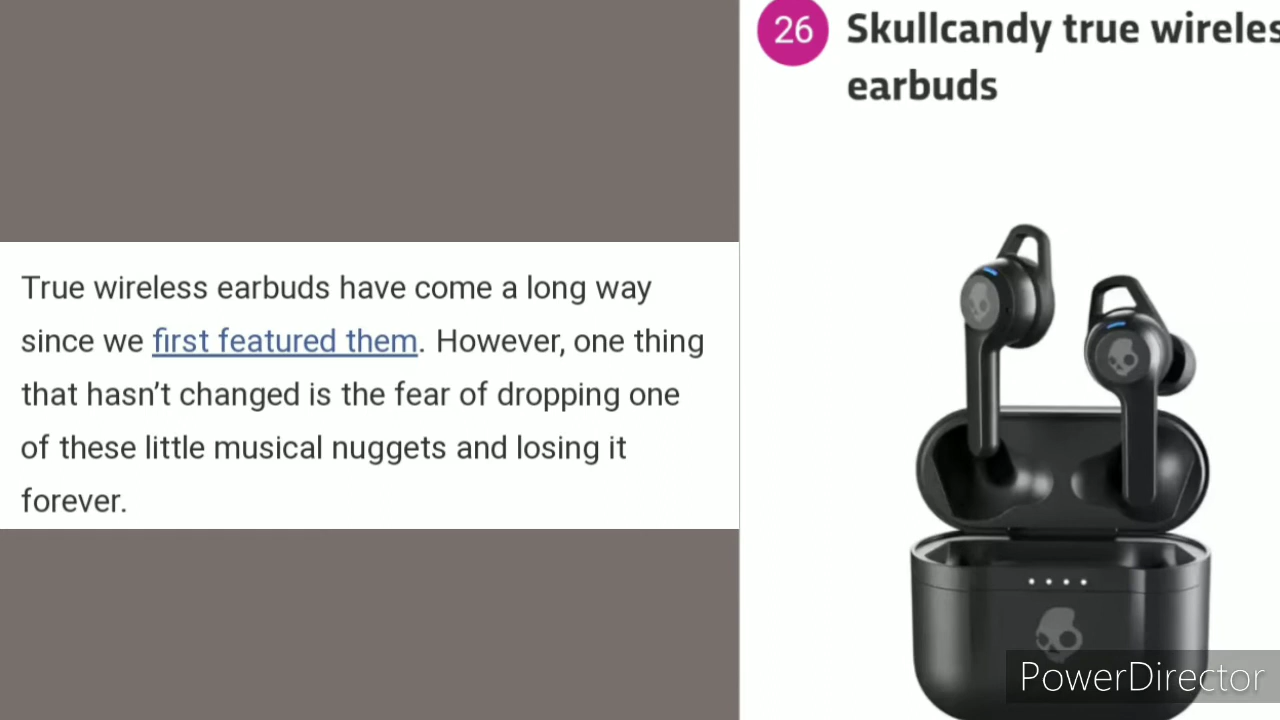 True wireless earbuds have come a long way
since we first featured them. However, one thing
that hasn’t changed is the fear of dropping one
of these little musical nuggets and losing it
forever.
26
Skullcandy true wireles
earbuds
PowerDirector